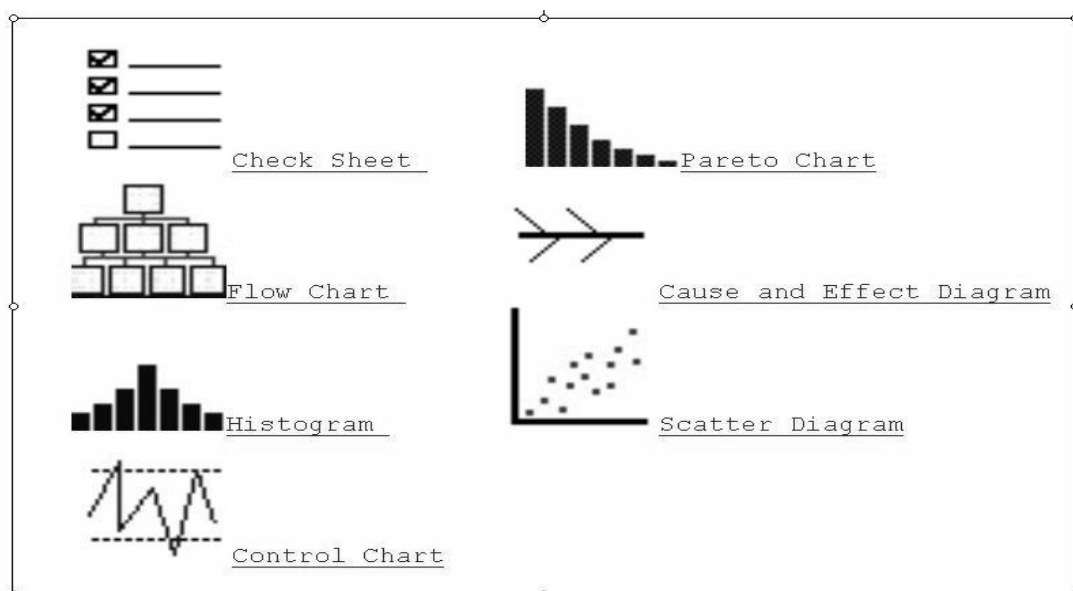 Check Sheet
Pareto Chart
Flow Chart
Cause and Effect Diagram
Histogram
Scatter Diagram
Control Chart